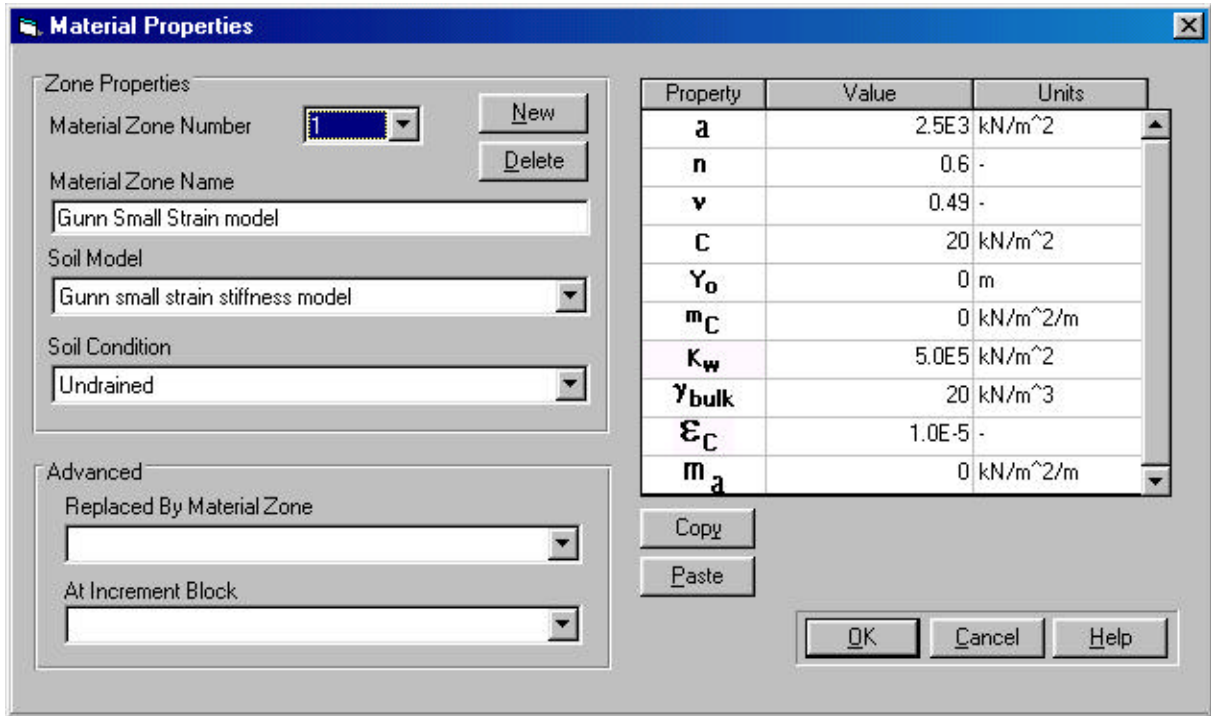 Material Properties
Zone Properties
Material Zone Number 1
New
Delete
Material Zone Name
Gunn Small Strain model
Soil Model
Gunn small strain stiffness model
Soil Condition
Undrained
Advanced
Replaced By Material Zone
At Increment Block
Property Value Units
a 2.5E3 kN/m^2
n 0.6 -
ν 0.49 -
C 20 kN/m^2
Yo 0 m
mC 0 kN/m^2/m
Kw 5.0E5 kN/m^2
γbulk 20 kN/m^3
εC 1.0E-5 -
ma 0 kN/m^2/m
Copy
Paste
OK Cancel Help